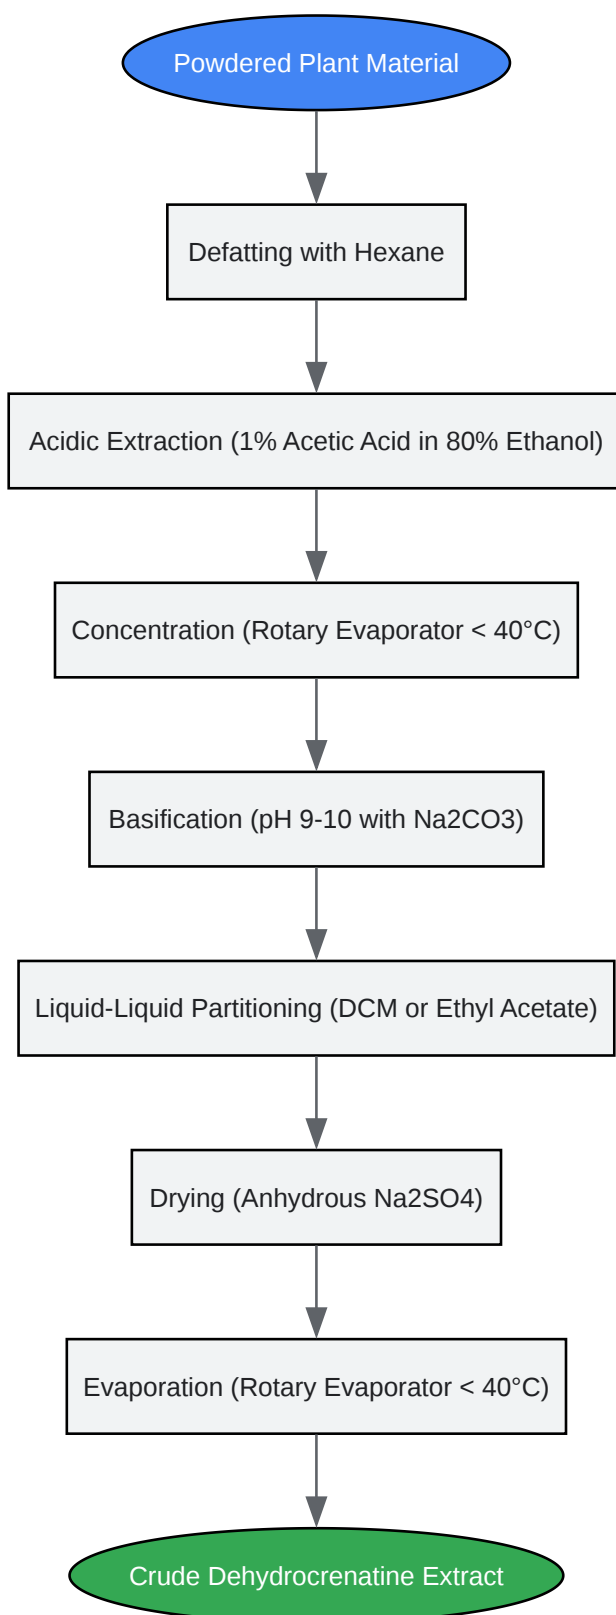 Powdered Plant Material
Defatting with Hexane
Acidic Extraction (1% Acetic Acid in 80% Ethanol)
Concentration (Rotary Evaporator < 40°C)
Basification (pH 9-10 with Na2CO3)
Liquid-Liquid Partitioning (DCM or Ethyl Acetate)
Drying (Anhydrous Na2SO4)
Evaporation (Rotary Evaporator < 40°C)
Crude Dehydrocrenatine Extract